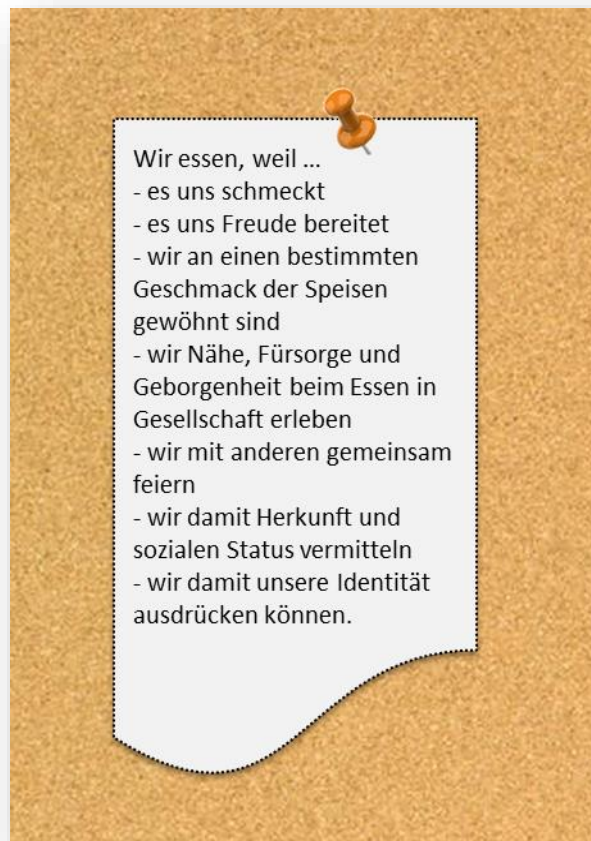 Wir essen, weil ...
- es uns schmeckt
- es uns Freude bereitet
- wir an einen bestimmten
Geschmack der Speisen
gewöhnt sind
- wir Nähe, Fürsorge und
Geborgenheit beim Essen in
Gesellschaft erleben
- wir mit anderen gemeinsam
feiern
- wir damit Herkunft und
sozialen Status vermitteln
- wir damit unsere Identität
ausdrücken können.